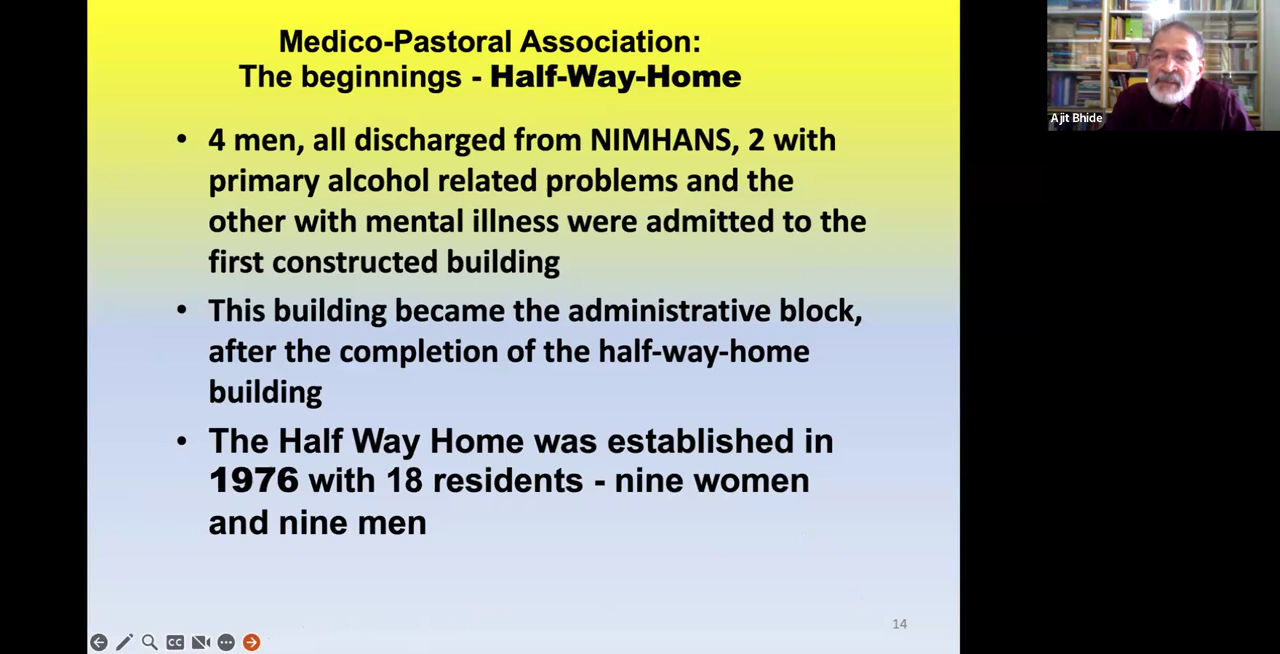 Medico-Pastoral Association:
The beginnings - Half-Way-Home
• 4 men, all discharged from NIMHANS, 2 with
primary alcohol related problems and the
other with mental illness were admitted to the
first constructed building
• This building became the administrative block,
after the completion of the half-way-home
building
• The Half Way Home was established in
1976 with 18 residents - nine women
and nine men
14
CC
Ajit Bhide